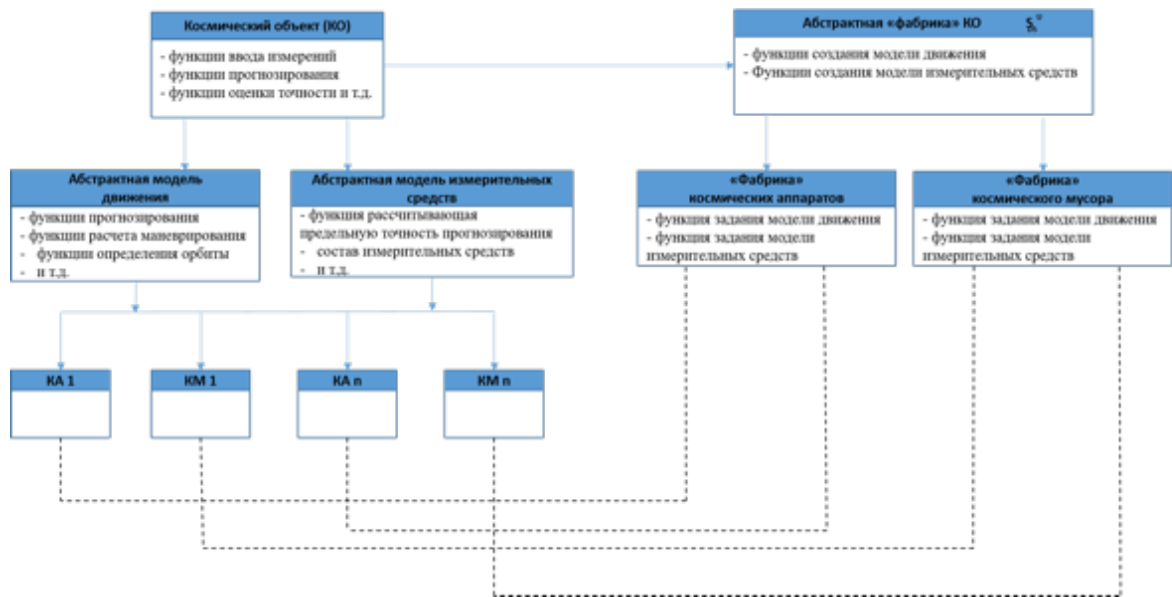 Космический объект (КО)
- функции ввода измерений
- функции прогнозирования
- функции оценки точности и т.д.
Абстрактная «фабрика» КО
- функции создания модели движения
- Функции создания модели измерительных средств
Абстрактная модель
движения
- функции прогнозирования
- функции расчета маневрирования
- функции определения орбиты
- и т.д.
Абстрактная модель измерительных
средств
- функция рассчитывающая
предельную точность прогнозирования
- состав измерительных средств
- и т.д.
«Фабрика»
космических аппаратов
- функция задания модели движения
- функция задания модели
измерительных средств
«Фабрика»
космического мусора
- функция задания модели движения
- функция задания модели
измерительных средств
КА 1
КМ 1
КА n
КМ n